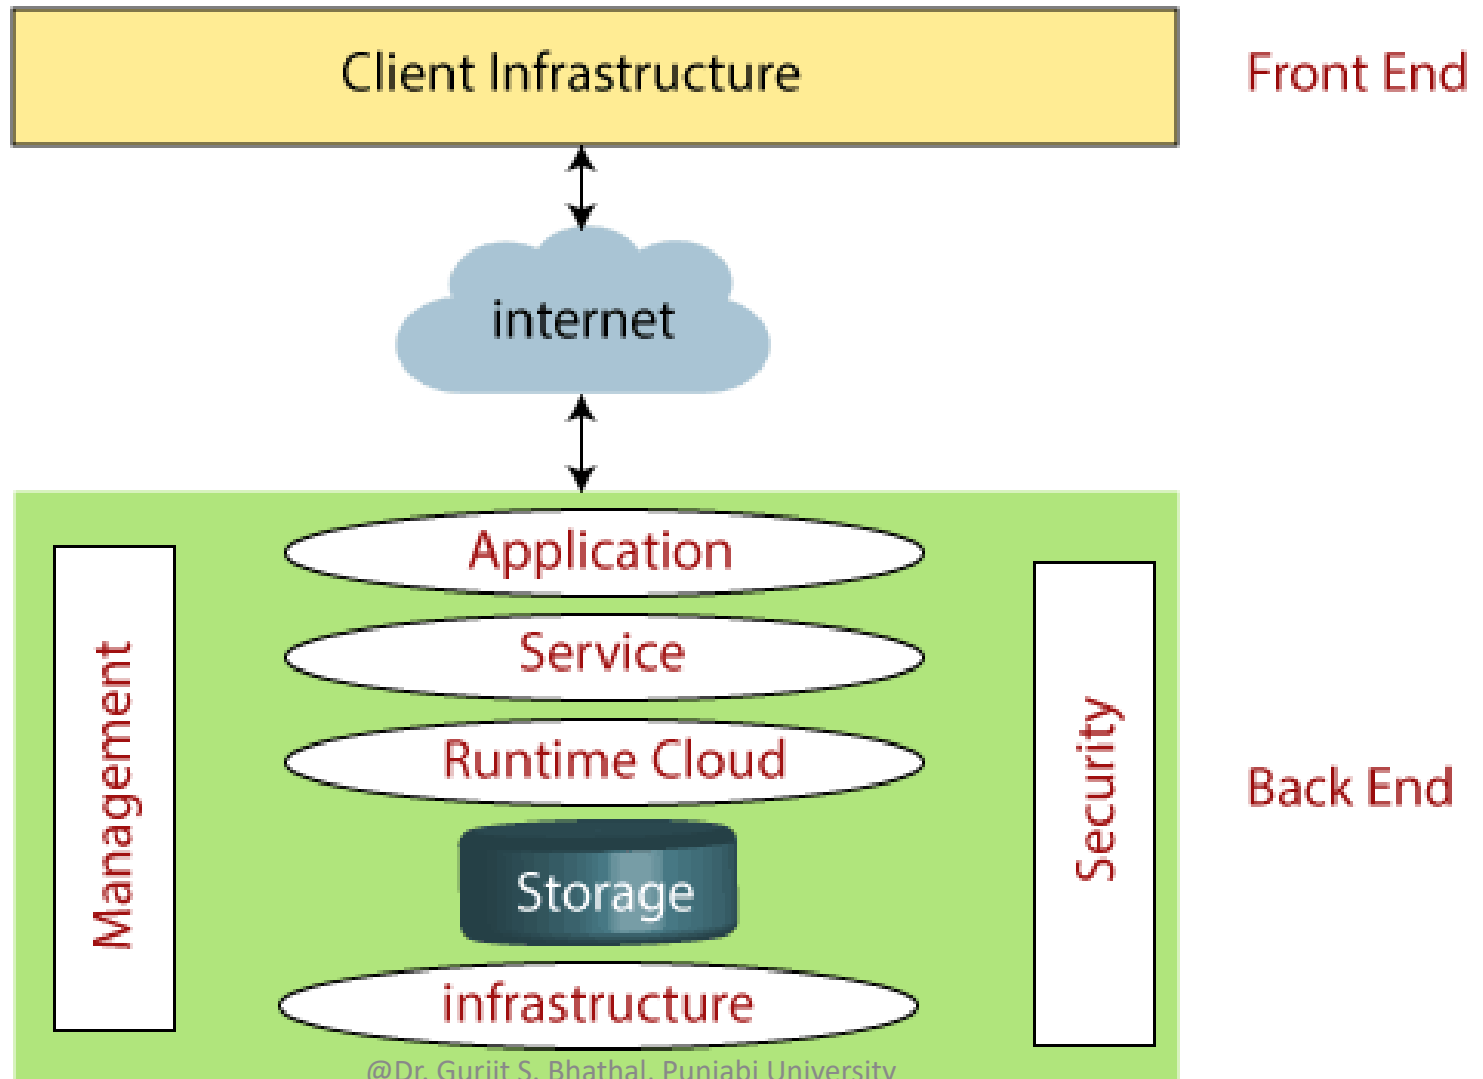 Client Infrastructure
Front End
internet
Application
Service
Runtime Cloud
Storage
infrastructure
Management
Security
Back End
@Dr. Gurjit S. Bhathal, Punjabi University